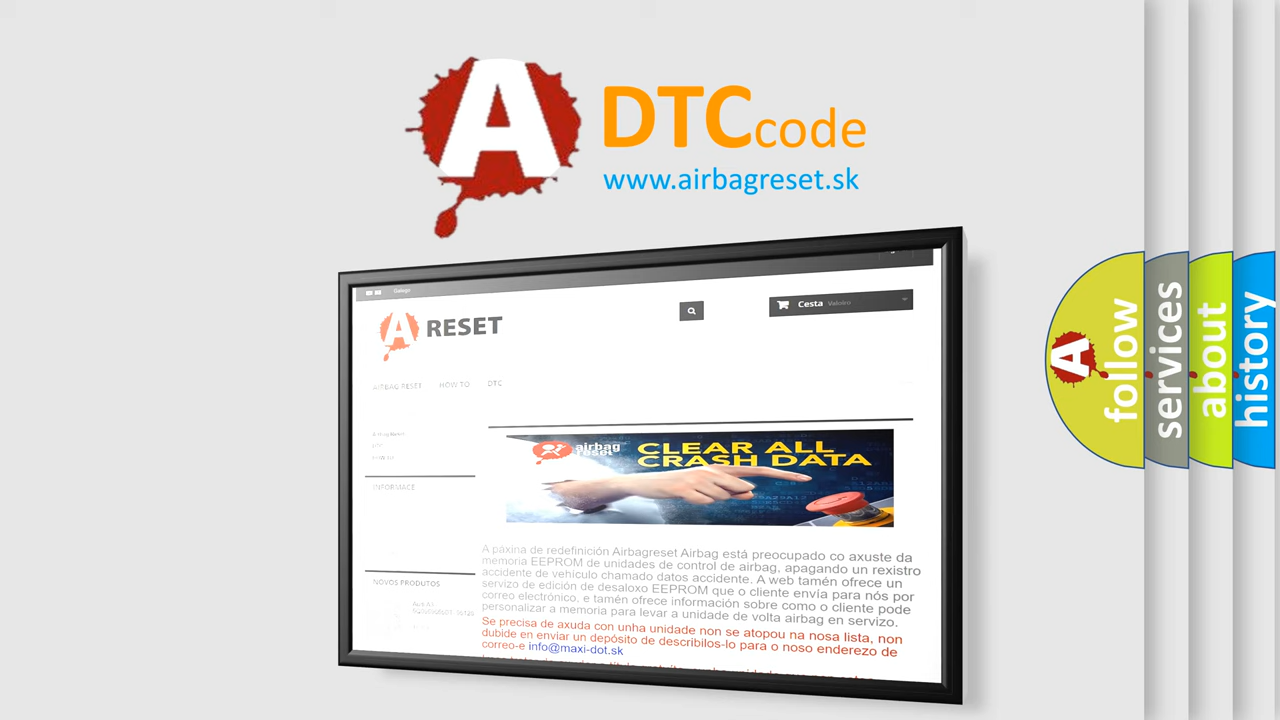 A
DTC code
www.airbagreset.sk
Galego
A RESET
Cesta Valeiro
AIRBAG RESET HOW TO DTC
INFORMACE
airbag
reset
CLEAR ALL
CRASH DATA
A páxina de redefinición Airbagreset Airbag está preocupado co axuste da
memoria EEPROM de unidades de control de airbag, apagando un rexistro
accidente de vehículo chamado datos accidente. A web tamén ofrece un
servizo de edición de desaloxo EEPROM que o cliente envía para nós por
correo electrónico, e tamén ofrece información sobre como o cliente pode
personalizar a memoria para levar a unidade de volta airbag en servizo.
Se precisa de axuda con unha unidade non se atopou na nosa lista, non
dubide en enviar un depósito de describilos-lo para o noso enderezo de
correo-e info@maxi-dot.sk
NOVOS PRODUTOS
A
follow
services
about
history